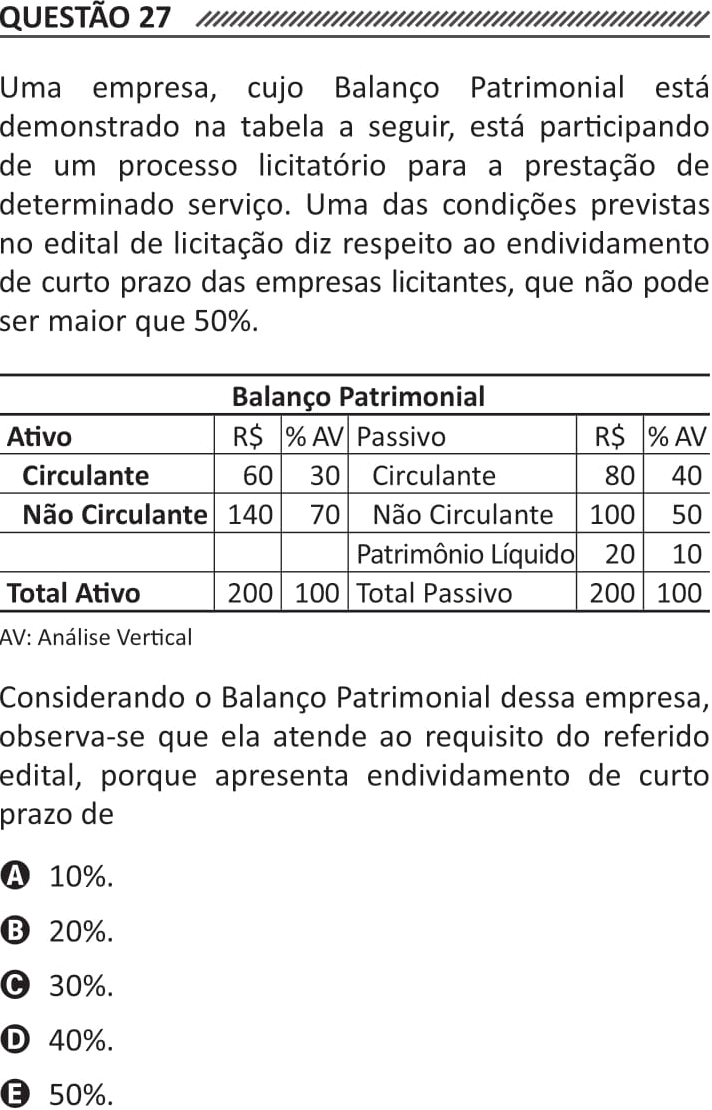 QUESTÃO 27
Uma empresa, cujo Balanço Patrimonial está
demonstrado na tabela a seguir, está participando
de um processo licitatório para a prestação de
determinado serviço. Uma das condições previstas
no edital de licitação diz respeito ao endividamento
de curto prazo das empresas licitantes, que não pode
ser maior que 50%.
Balanço Patrimonial
Ativo R$ % AV Passivo R$ % AV
Circulante 60 30 Circulante 80 40
Não Circulante 140 70 Não Circulante 100 50
Patrimônio Líquido 20 10
Total Ativo 200 100 Total Passivo 200 100
AV: Análise Vertical
Considerando o Balanço Patrimonial dessa empresa,
observa-se que ela atende ao requisito do referido
edital, porque apresenta endividamento de curto
prazo de
A 10%.
B 20%.
C 30%.
D 40%.
E 50%.